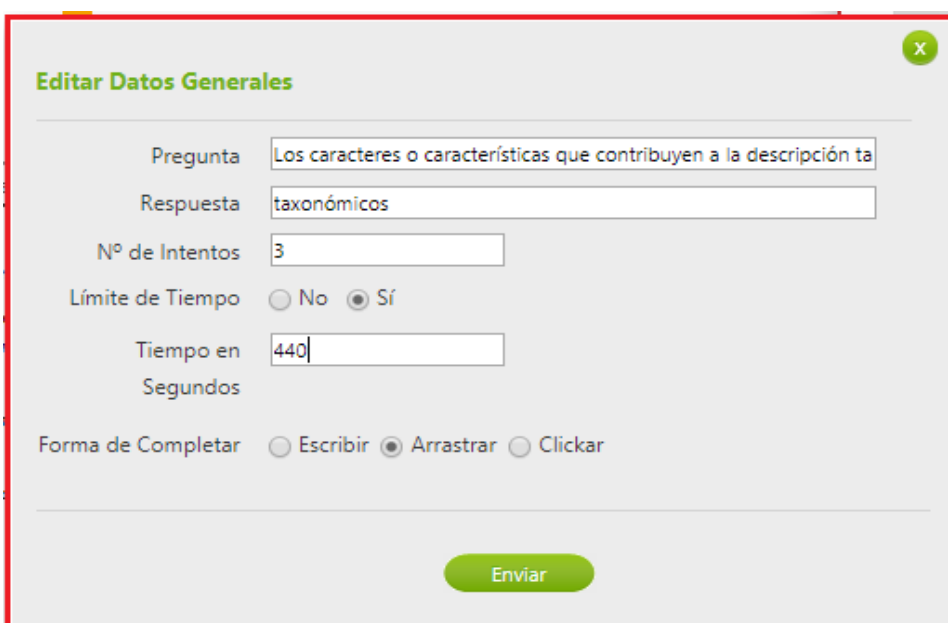 x
Editar Datos Generales
Pregunta Los caracteres o características que contribuyen a la descripción ta
Respuesta taxonómicos
Nº de Intentos 3
Límite de Tiempo No Sí
Tiempo en 440
Segundos
Forma de Completar Escribir Arrastrar Clickar
Enviar